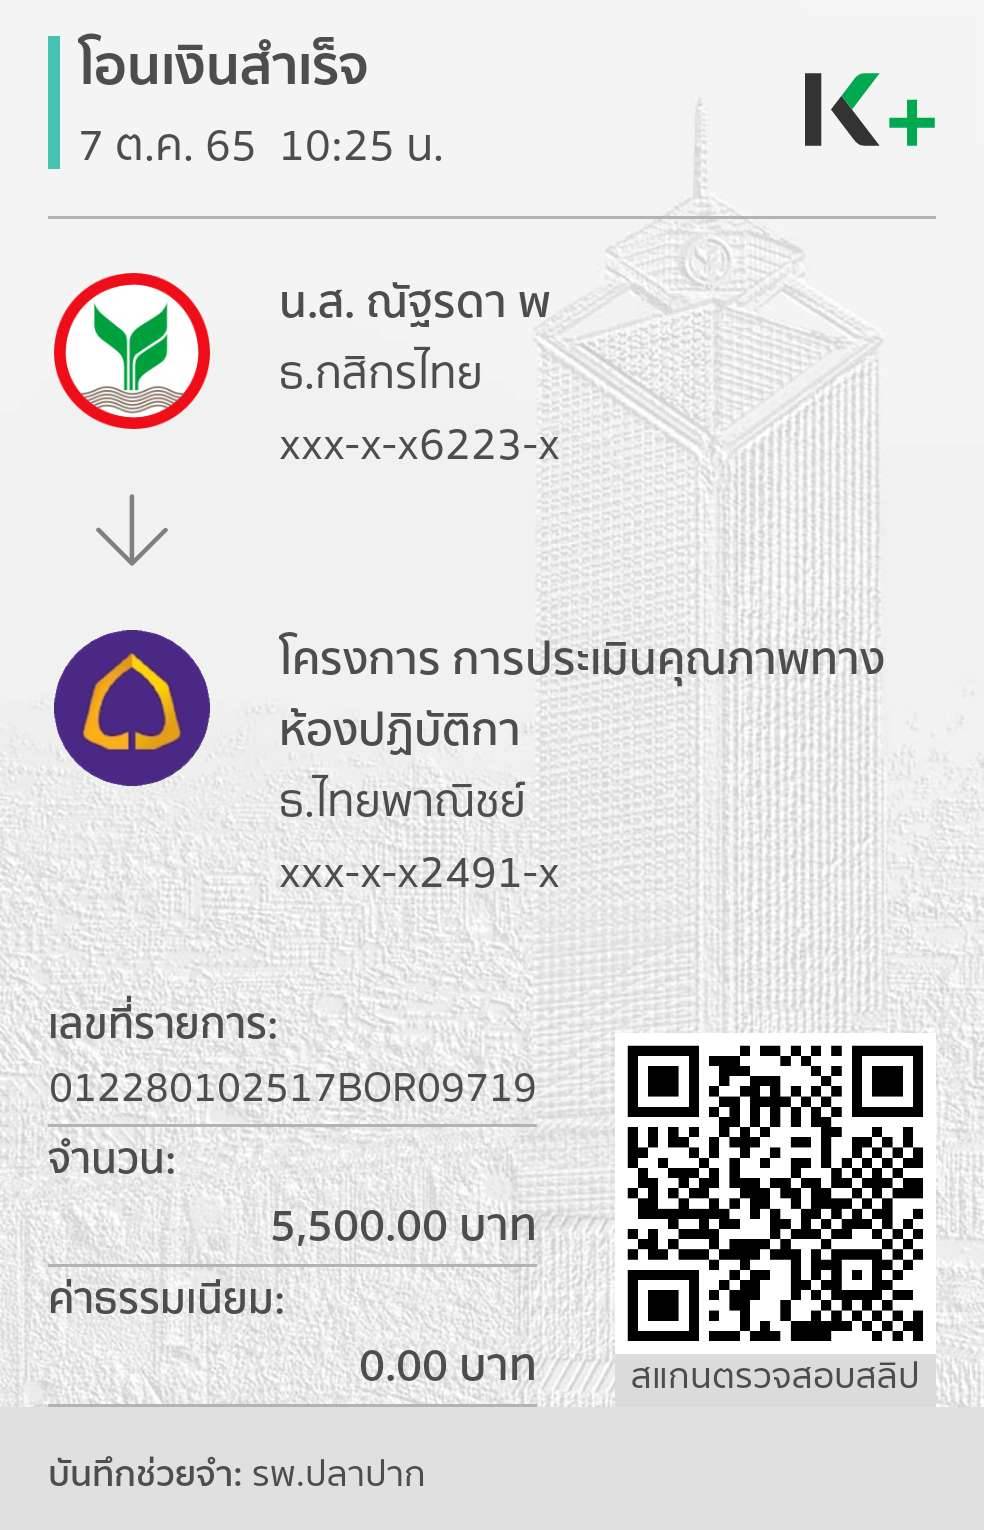 โอนเงินสำเร็จ
7 ต.ค. 65 10:25 น.
K+
น.ส. ณัฐรดา พ
ธ.กสิกรไทย
xxx-x-x6223-x
โครงการ การประเมินคุณภาพทาง
ห้องปฏิบัติกา
ธ.ไทยพาณิชย์
xxx-x-x2491-x
เลขที่รายการ:
012280102517BOR09719
จำนวน:
5,500.00 บาท
ค่าธรรมเนียม:
0.00 บาท
สแกนตรวจสอบสลิป
บันทึกช่วยจำ: รพ.ปลาปาก